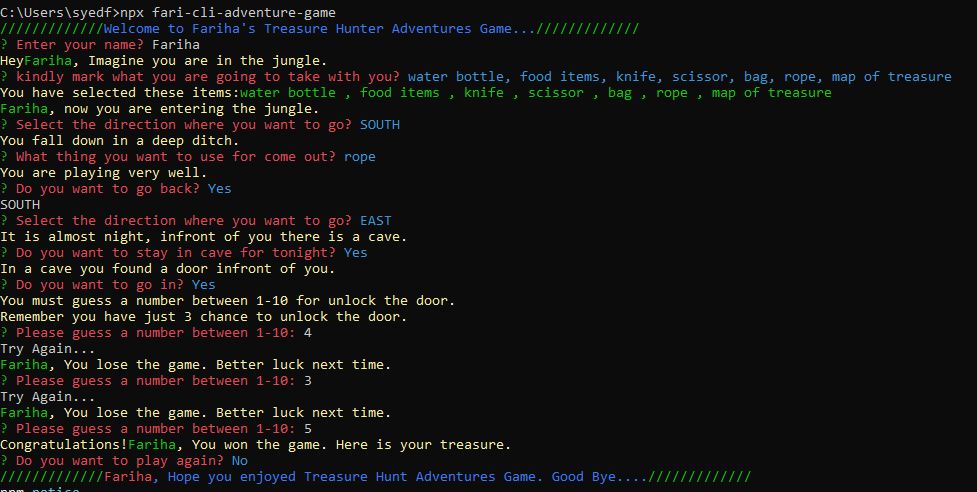 C:\Users\syedf>npx fari-cli-adventure-game
/////////////Welcome to Fariha's Treasure Hunter Adventures Game...!/////////////
? Enter your name? Fariha
HeyFariha, Imagine you are in the jungle.
? kindly mark what you are going to take with you? water bottle, food items, knife, scissor, bag, rope, map of treasure
You have selected these items:water bottle , food items , knife , scissor , bag , rope , map of treasure
Fariha, now you are entering the jungle.
? Select the direction where you want to go? SOUTH
You fall down in a deep ditch.
? What thing you want to use for come out? rope
You are playing very well.
? Do you want to go back? Yes
SOUTH
? Select the direction where you want to go? EAST
It is almost night, infront of you there is a cave.
? Do you want to stay in cave for tonight? Yes
In a cave you found a door infront of you.
? Do you want to go in? Yes
You must guess a number between 1-10 for unlock the door.
Remember you have just 3 chance to unlock the door.
? Please guess a number between 1-10: 4
Try Again...
Fariha, You lose the game. Better luck next time.
? Please guess a number between 1-10: 3
Try Again...
Fariha, You lose the game. Better luck next time.
? Please guess a number between 1-10: 5
Congratulations!Fariha, You won the game. Here is your treasure.
? Do you want to play again? No
/////////////Fariha, Hope you enjoyed Treasure Hunt Adventures Game. Good Bye..../////////////
npm notice